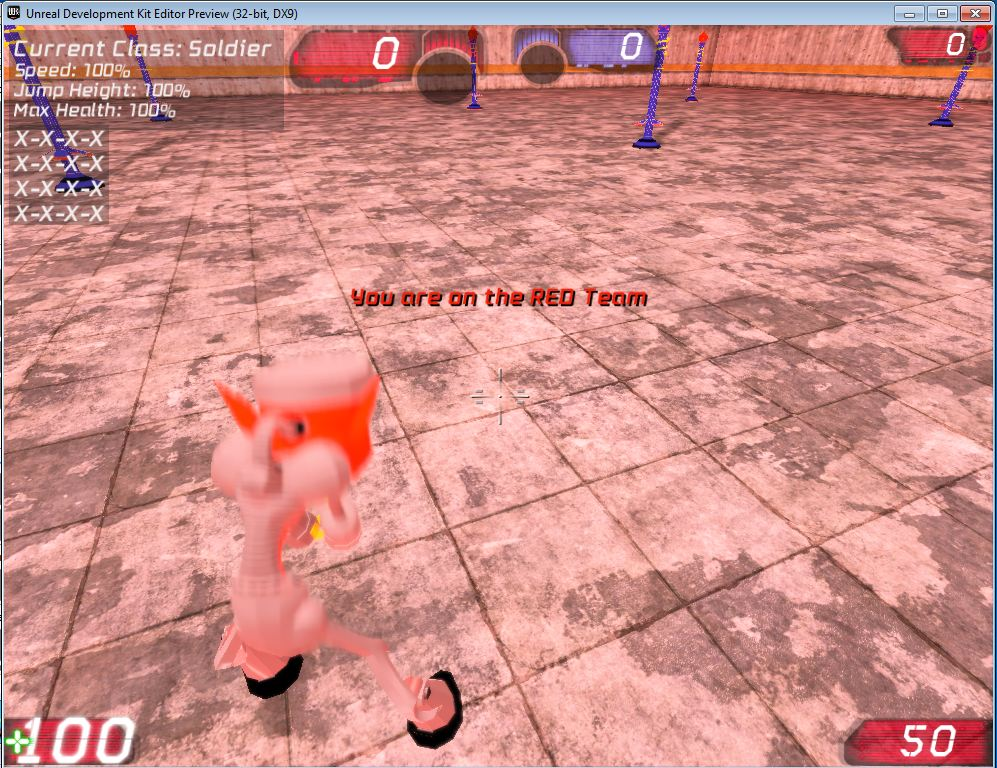 Unreal Development Kit Editor Preview (32-bit, DX9)
Current Class: Soldier
Speed: 100%
Jump Height: 100%
Max Health: 100%
X-X-X-X
X-X-X-X
X-X-X-X
X-X-X-X
0
0
0
You are on the RED Team
100
50